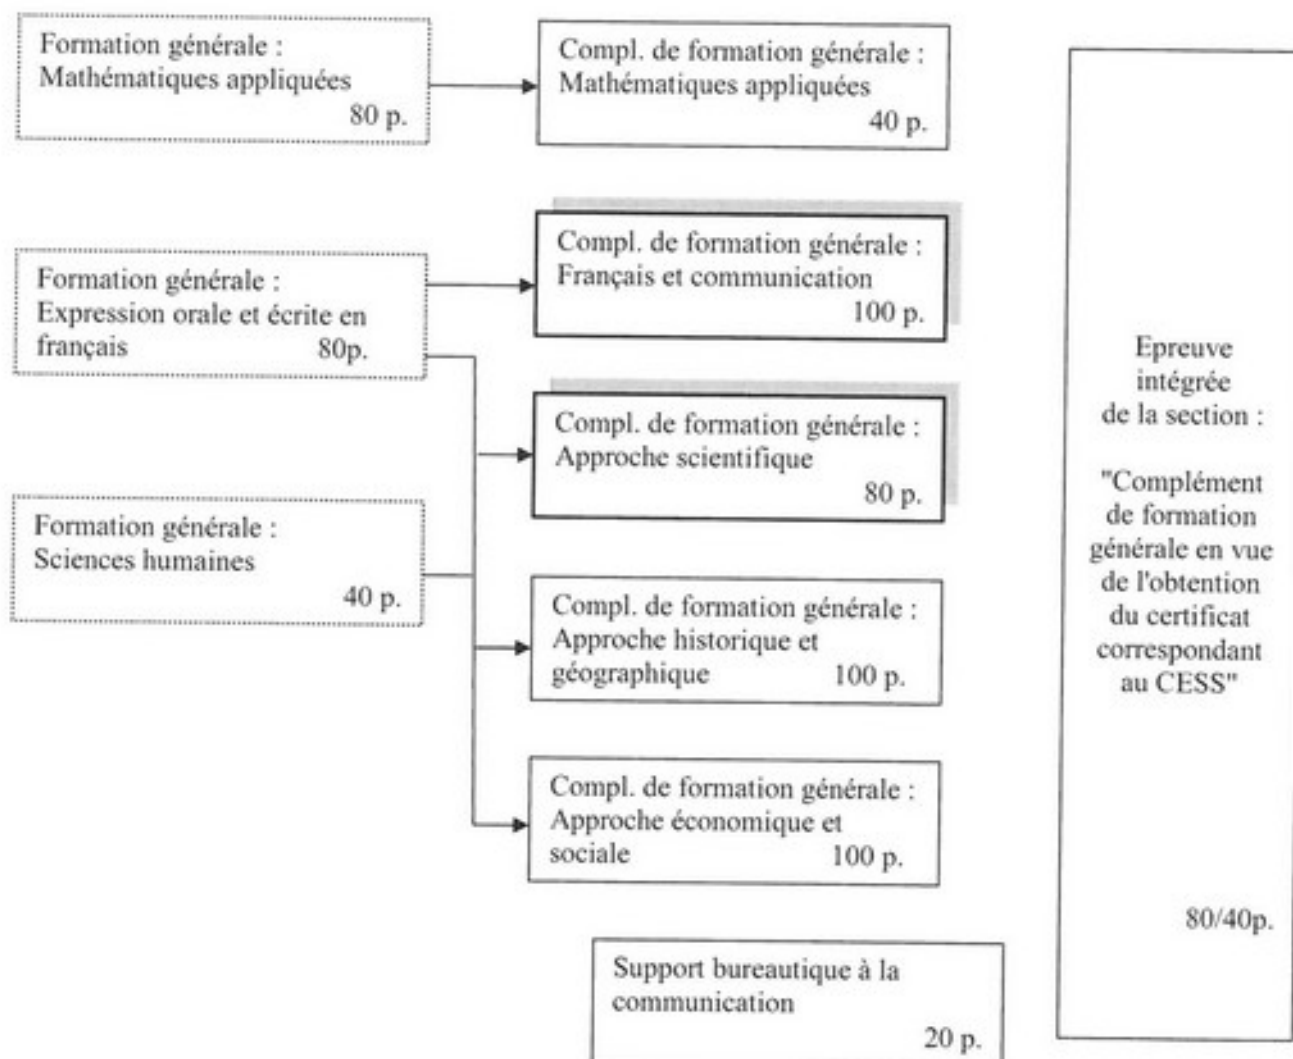 Formation générale :
Mathématiques appliquées
80 p.
Compl. de formation générale :
Mathématiques appliquées
40 p.
Formation générale :
Expression orale et écrite en
français 80p.
Compl. de formation générale :
Français et communication
100 p.
Compl. de formation générale :
Approche scientifique
80 p.
Formation générale :
Sciences humaines
40 p.
Compl. de formation générale :
Approche historique et
géographique 100 p.
Compl. de formation générale :
Approche économique et
sociale 100 p.
Support bureautique à la
communication
20 p.
Epreuve
intégrée
de la section :
"Complément
de formation
générale en vue
de l'obtention
du certificat
correspondant
au CESS"
80/40p.